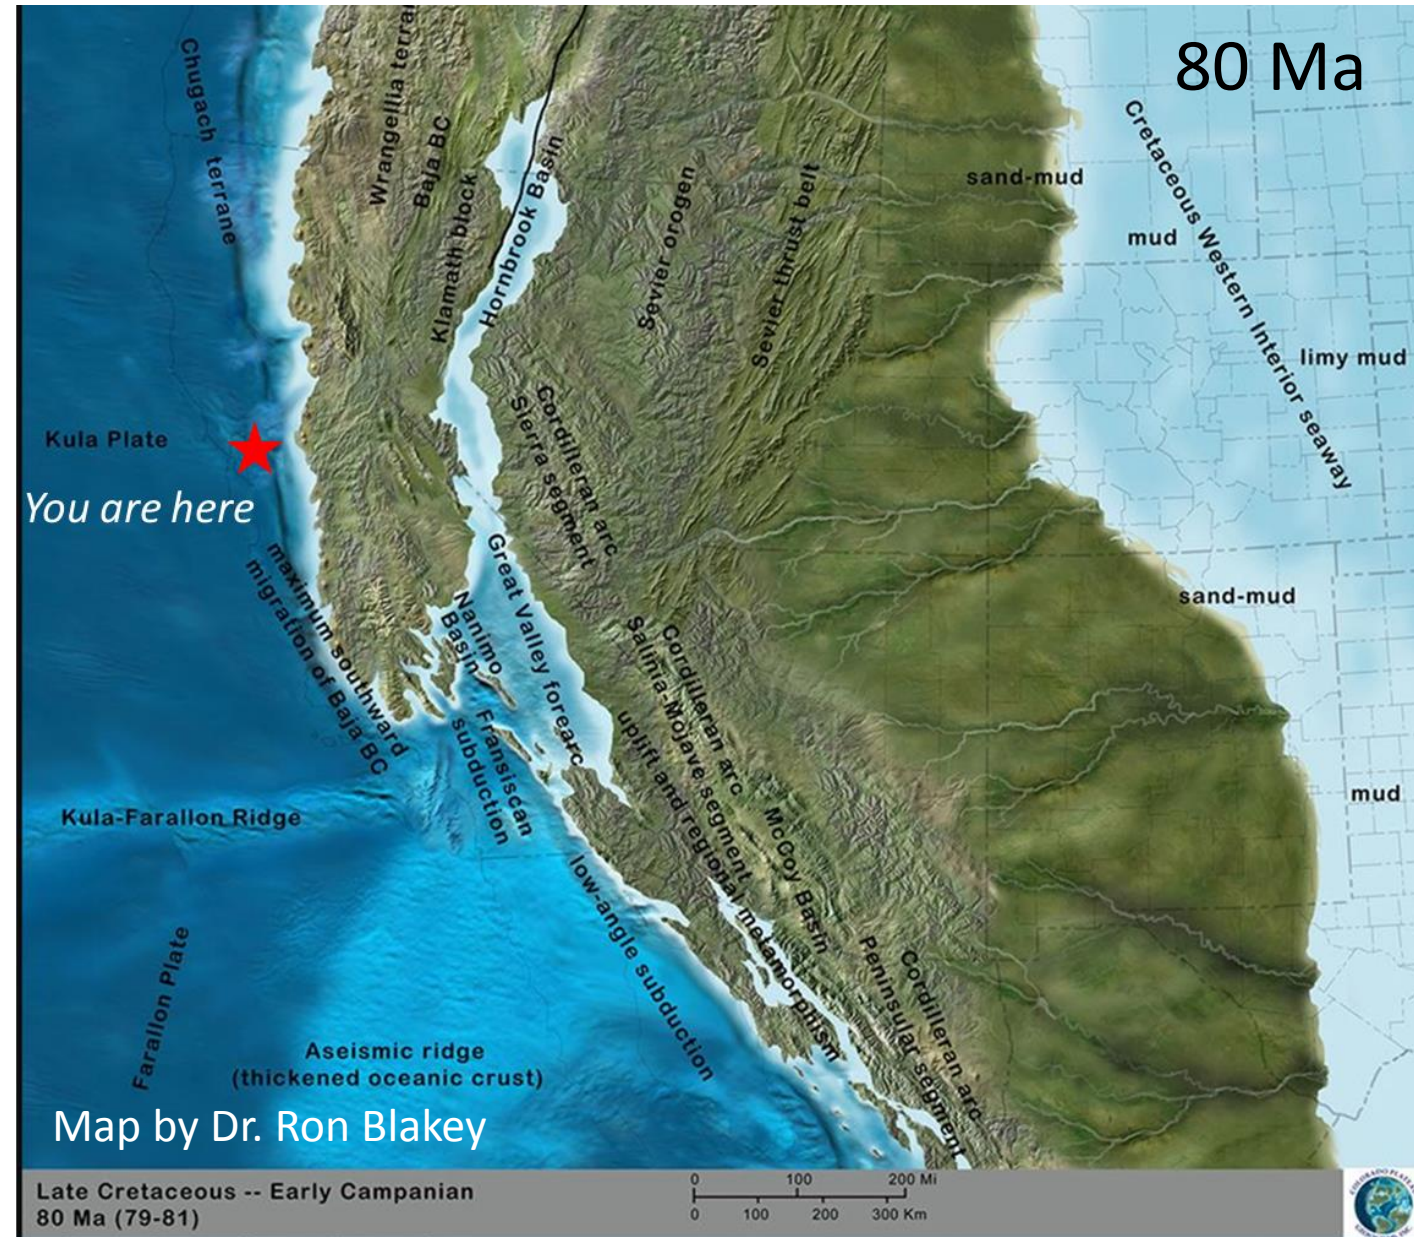 80 Ma
Chugach terrane
Wrangellia terra
Baja BC
Klamath block
Hornbrook Basin
Sevier orogen
Sevier thrust belt
sand-mud
Cretaceous Western Interior seaway
mud
limy mud
Kula Plate
You are here
Cordilleran arc
Sierra segment
maximum southward
migration of Baja BC
Great Valley forearc
Nanimo
Basin
Fransiscan
subduction
sand-mud
Cordilleran arc
Salinia-Mojave segment
uplift and regional metamorphism
McCoy Basin
mud
Kula-Farallon Ridge
low-angle subduction
Cordilleran arc
Peninsular segment
Farallon Plate
Aseismic ridge
(thickened oceanic crust)
Map by Dr. Ron Blakey
Late Cretaceous -- Early Campanian
80 Ma (79-81)
0 100 200 Mi
0 100 200 300 Km